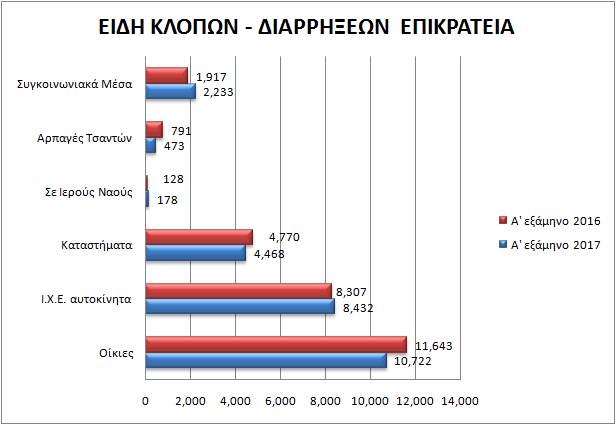 ΕΙΔΗ ΚΛΟΠΩΝ - ΔΙΑΡΡΗΞΕΩΝ ΕΠΙΚΡΑΤΕΙΑ
Συγκοινωνιακά Μέσα
1,917
2,233
Αρπαγές Τσαντών
791
473
Σε Ιερούς Ναούς
128
178
Καταστήματα
4,770
4,468
Ι.Χ.Ε. αυτοκίνητα
8,307
8,432
Οίκιες
11,643
10,722
0 2,000 4,000 6,000 8,000 10,000 12,000 14,000
Α' εξάμηνο 2016
Α' εξάμηνο 2017